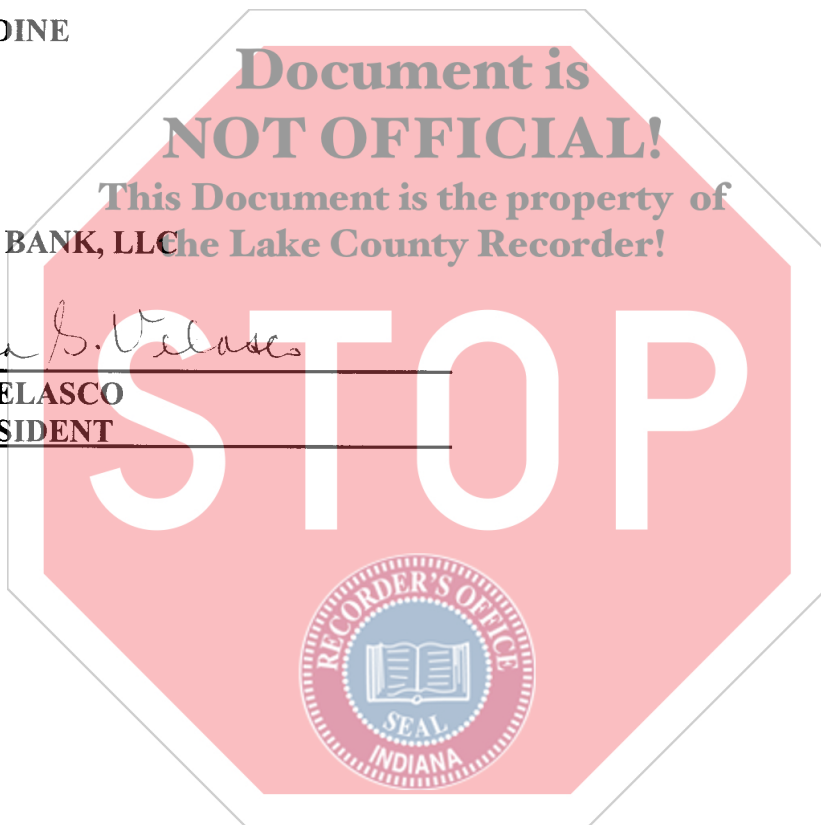 DINE
Document is
NOT OFFICIAL!
This Document is the property of
the Lake County Recorder!
BANK, LLC
a S. Velasco
ELASCO
SIDENT
STOP
RECORDER'S OFFICE
SEAL
INDIANA